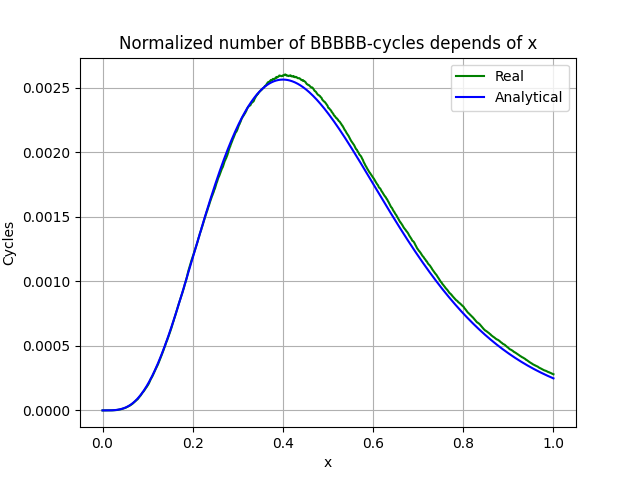 Normalized number of BBBBB-cycles depends of x
Real
Analytical
Cycles
0.0025
0.0020
0.0015
0.0010
0.0005
0.0000
0.0 0.2 0.4 0.6 0.8 1.0
x